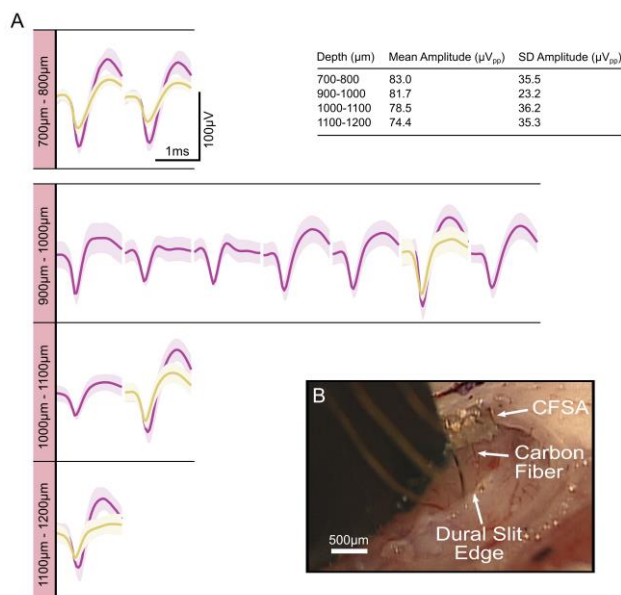 A
700µm - 800µm
1ms
100µV
Depth (µm) Mean Amplitude (µVpp) SD Amplitude (µVpp)
700-800 83.0 35.5
900-1000 81.7 23.2
1000-1100 78.5 36.2
1100-1200 74.4 35.3
900µm - 1000µm
1000µm - 1100µm
1100µm - 1200µm
B
CFSA
Carbon
Fiber
Dural Slit
Edge
500µm